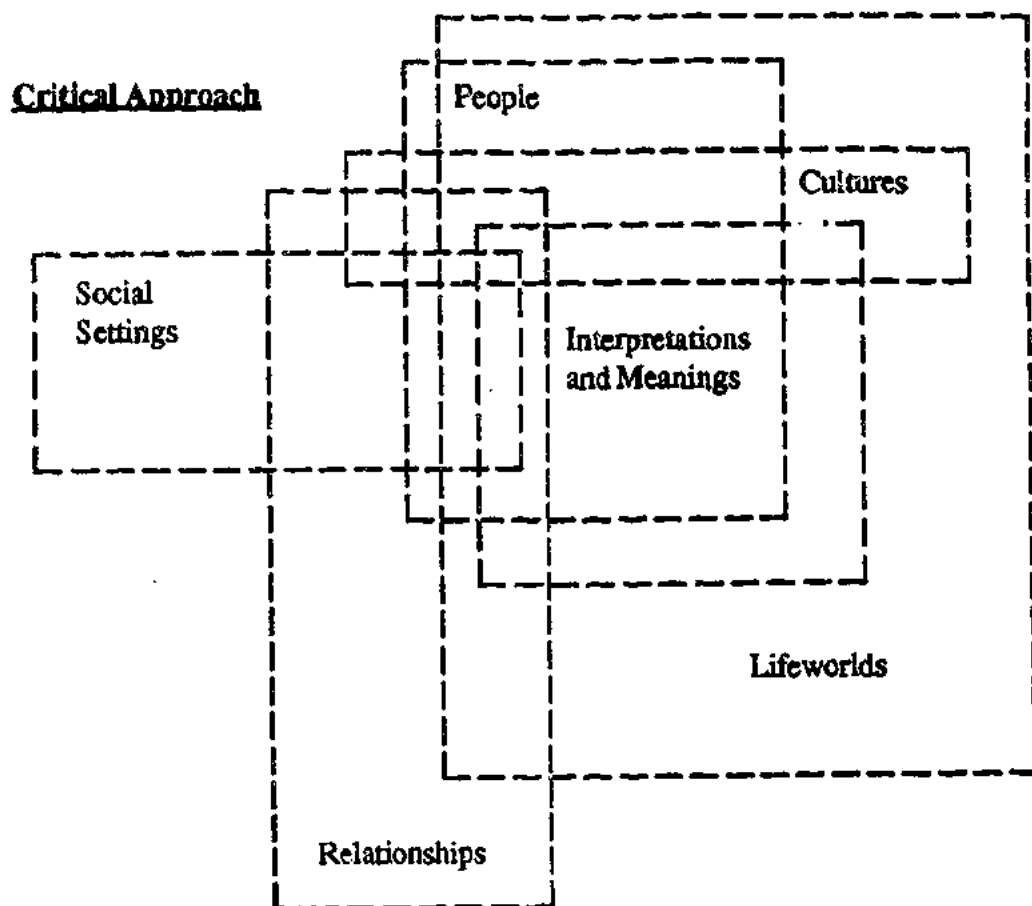 Critical Approach
People
Cultures
Social
Settings
Interpretations
and Meanings
Lifeworlds
Relationships